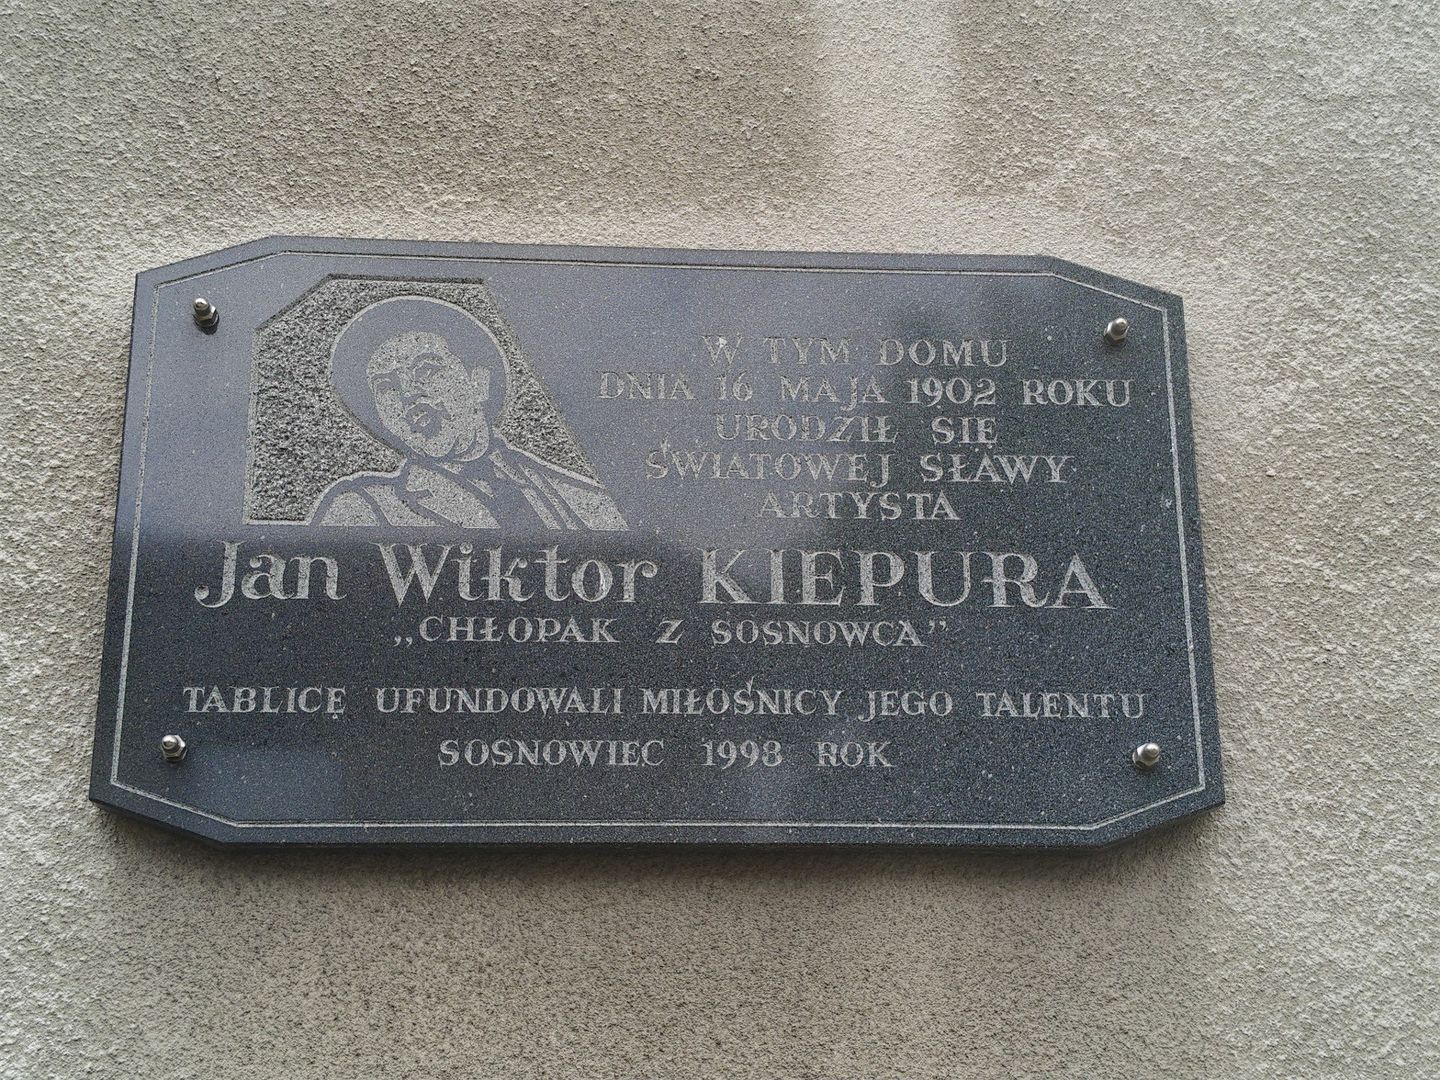 W TYM DOMU
DNIA 16 MAJA 1902 ROKU
URODZIŁ SIĘ
ŚWIATOWEJ SŁAWY
ARTYSTA
Jan Wiktor KIEPURA
„CHŁOPAK Z SOSNOWCA”
TABLICĘ UFUNDOWALI MIŁOŚNICY JEGO TALENTU
SOSNOWIEC 1998 ROK